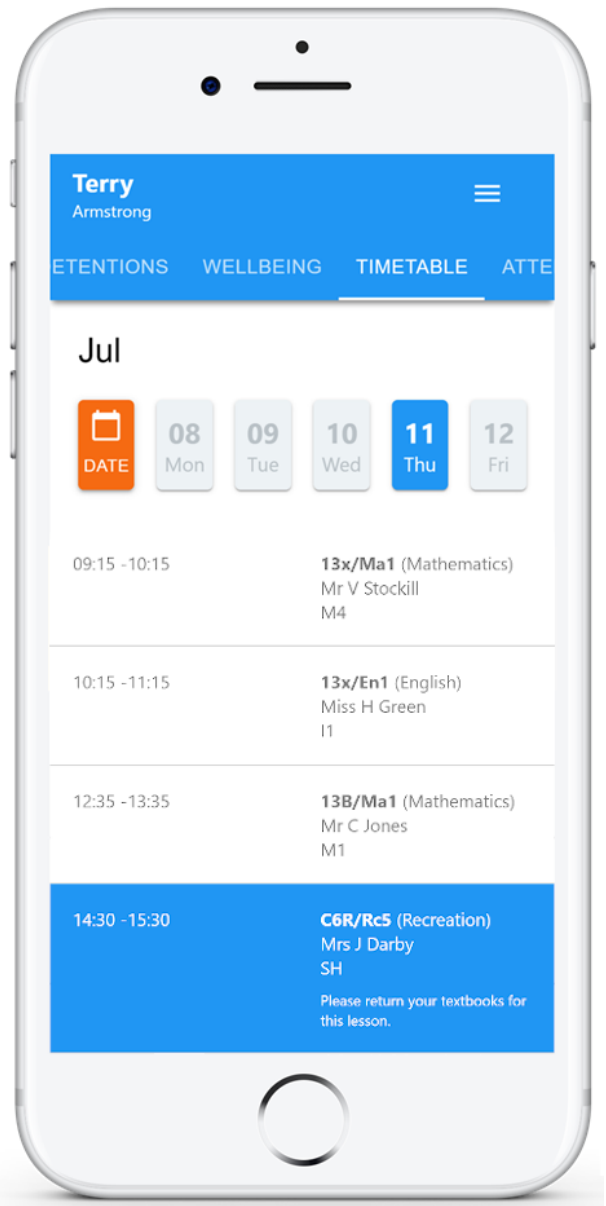 Terry
Armstrong
ETENTIONS WELLBEING TIMETABLE ATTE
Jul
DATE 08 Mon 09 Tue 10 Wed 11 Thu 12 Fri
09:15 -10:15 13x/Ma1 (Mathematics)
Mr V Stockill
M4
10:15 -11:15 13x/En1 (English)
Miss H Green
I1
12:35 -13:35 13B/Ma1 (Mathematics)
Mr C Jones
M1
14:30 -15:30 C6R/Rc5 (Recreation)
Mrs J Darby
SH
Please return your textbooks for
this lesson.